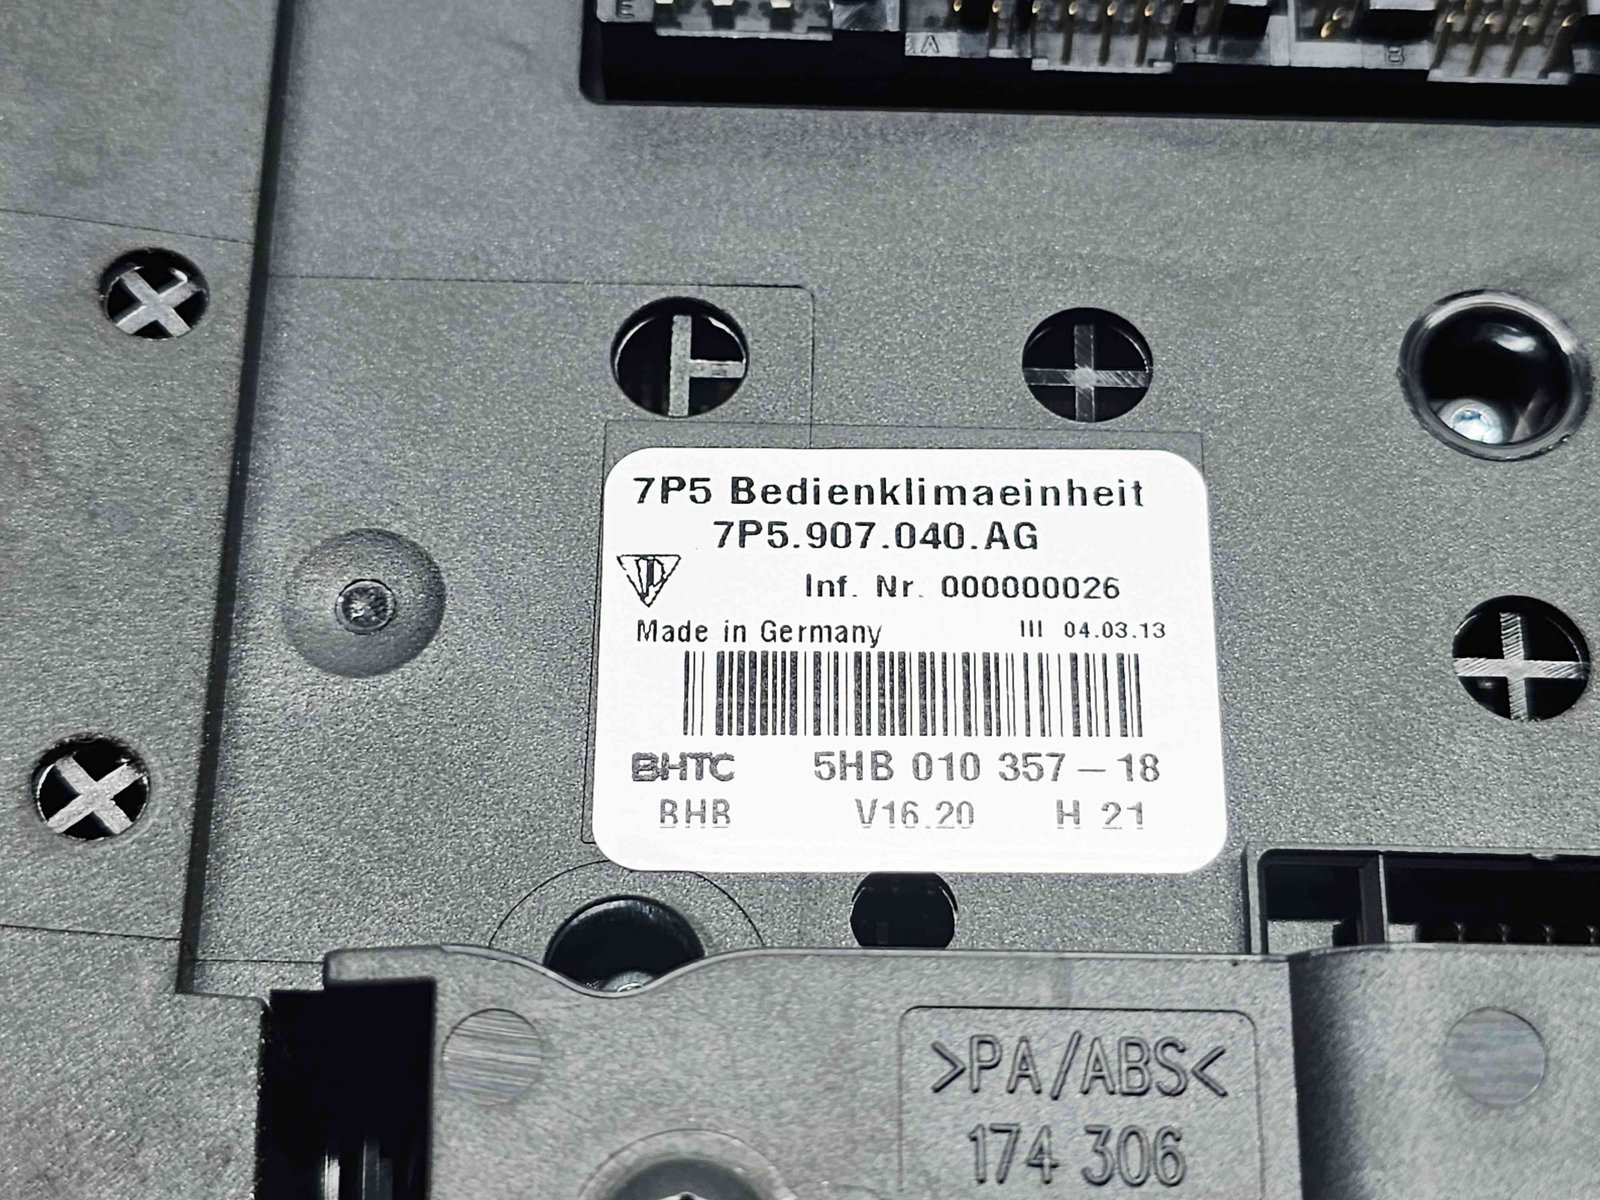 E
A
B
7P5 Bedienklimaeinheit
7P5.907.040.AG
Inf. Nr. 000000026
Made in Germany III 04.03.13
BHTC 5HB 010 357-18
BHB V16.20 H 21
>PA/ABS<
174 306